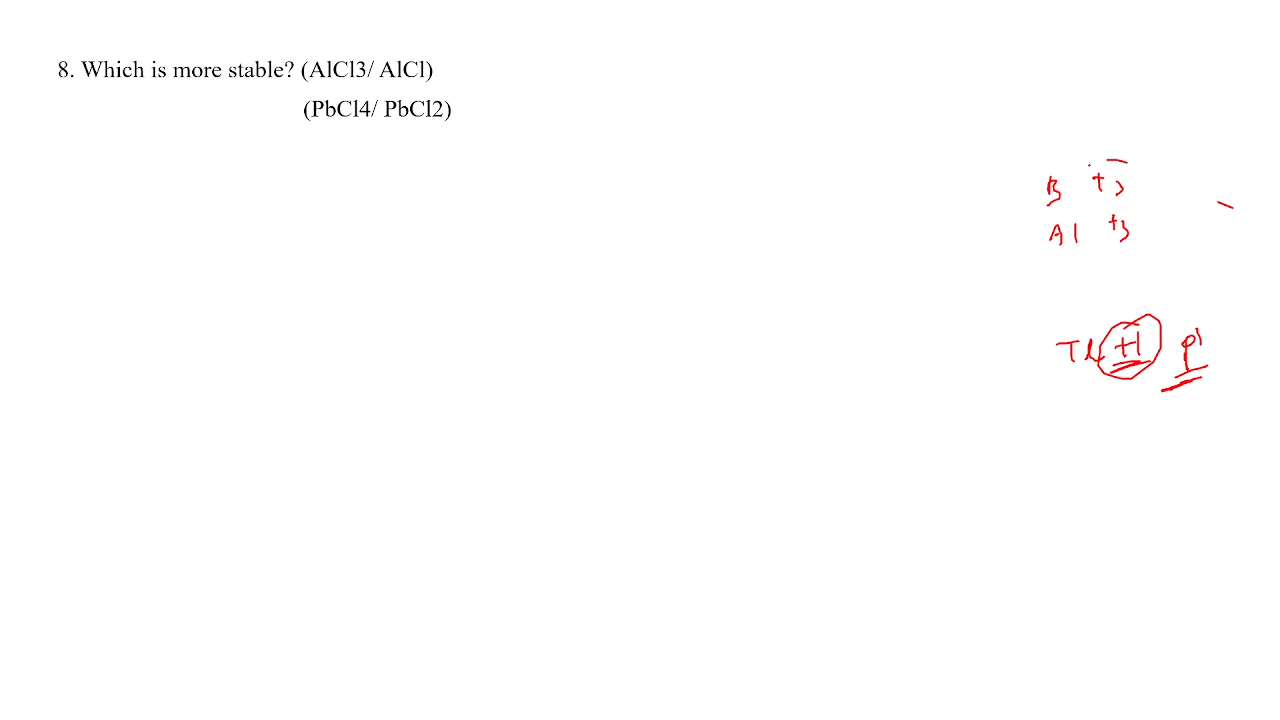 8. Which is more stable? (AlCl3/ AlCl)
(PbCl4/ PbCl2)
B +3
Al +3
Tl +1